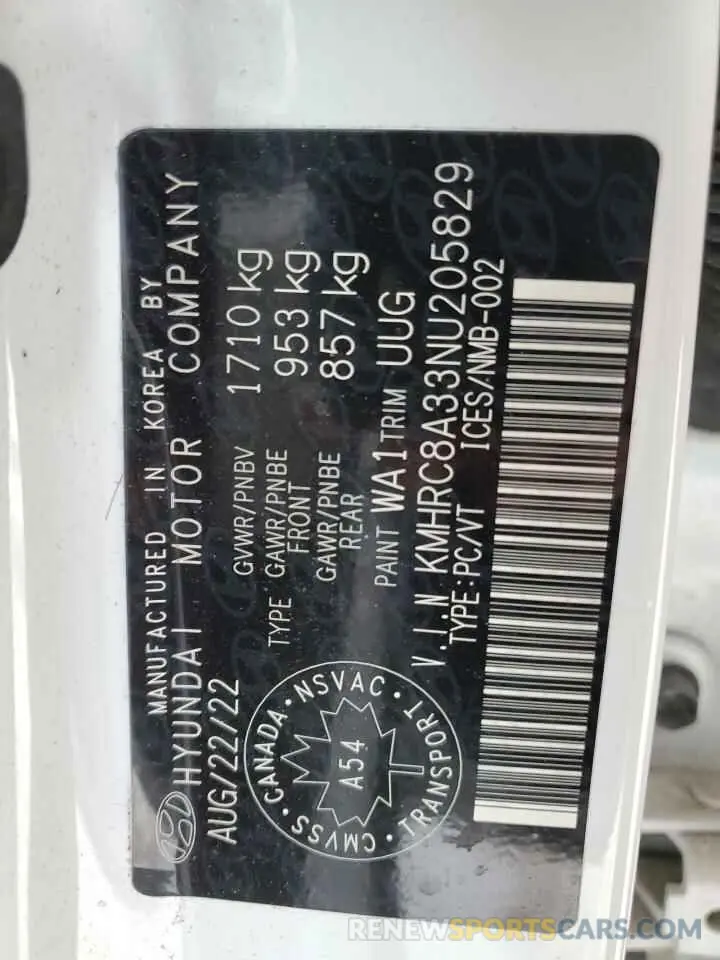 MANUFACTURED IN KOREA BY
HYUNDAI MOTOR COMPANY
AUG/22/22
GVWR/PNBV 1710 kg
TYPE GAWR/PNBE FRONT 953 kg
GAWR/PNBE REAR 857 kg
PAINT WA1 TRIM UUG
V.I.N KMHRC8A33NU205829
TYPE:PC/VT ICES/NMB-002
CANADA · NSVAC · TRANSPORT · CMVSS ·
A54
RENEWSPORTSCARS.COM